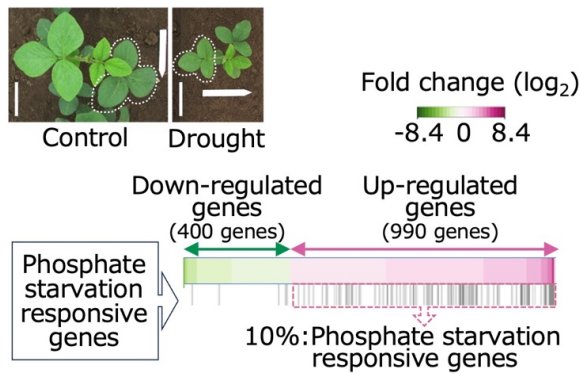 Control
Drought
Fold change (log₂)
-8.4 0 8.4
Down-regulated
genes
(400 genes)
Up-regulated
genes
(990 genes)
Phosphate
starvation
responsive
genes
10%:Phosphate starvation
responsive genes